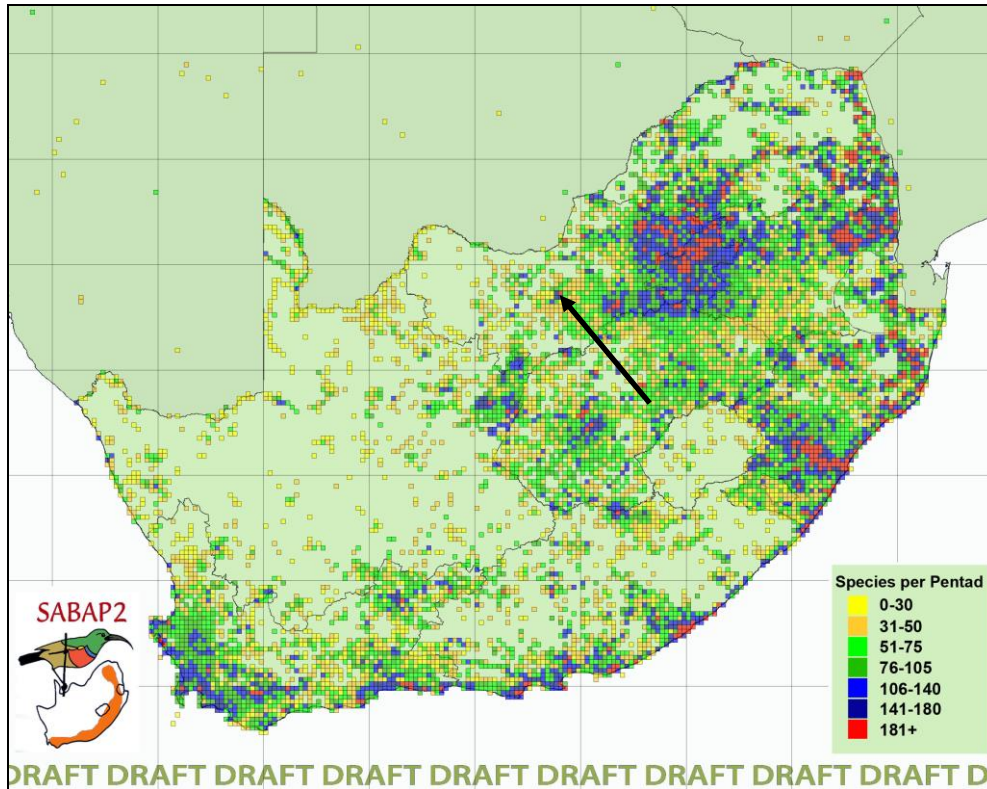 Species per Pentad
0-30
31-50
51-75
76-105
106-140
141-180
181+
SABAP2
DRAFT DRAFT DRAFT DRAFT DRAFT DRAFT DRAFT DRAFT DRAFT D